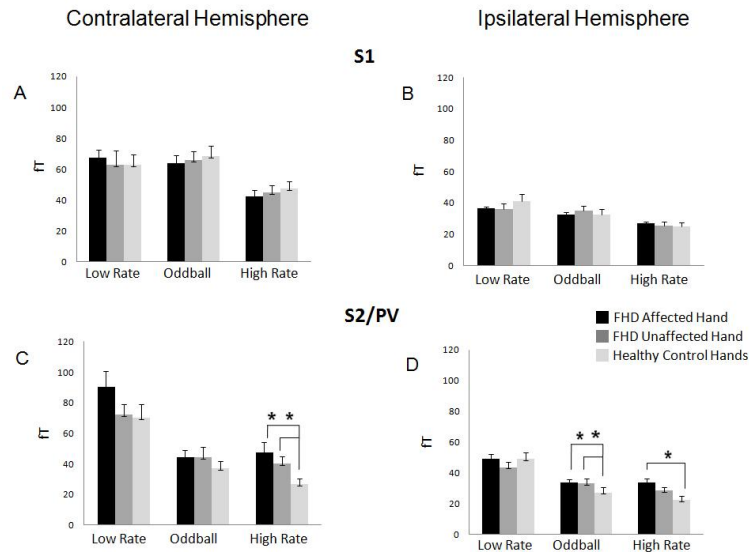 Contralateral Hemisphere
Ipsilateral Hemisphere
S1
A
120
100
80
60
40
20
0
fT
Low Rate
Oddball
High Rate
B
120
100
80
60
40
20
0
fT
Low Rate
Oddball
High Rate
S2/PV
FHD Affected Hand
FHD Unaffected Hand
Healthy Control Hands
C
120
100
80
60
40
20
0
fT
* *
Low Rate
Oddball
High Rate
D
120
100
80
60
40
20
0
fT
* *
*
Low Rate
Oddball
High Rate